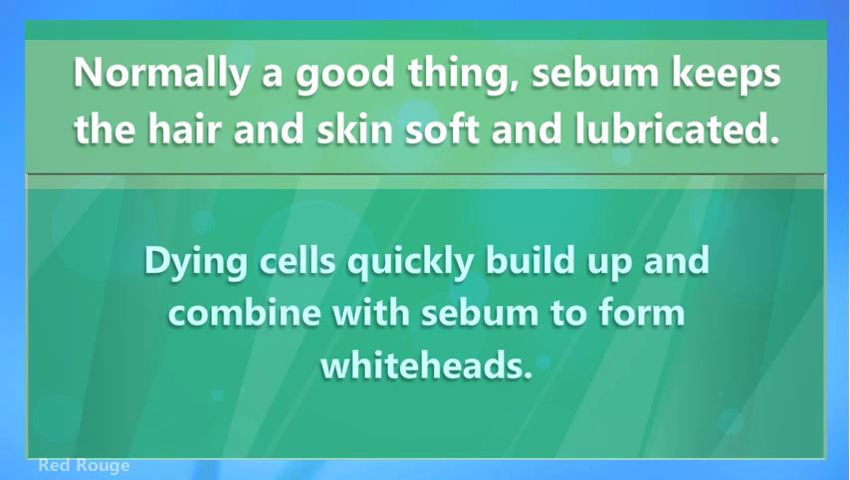 Normally a good thing, sebum keeps
the hair and skin soft and lubricated.
Dying cells quickly build up and
combine with sebum to form
whiteheads.
Red Rouge